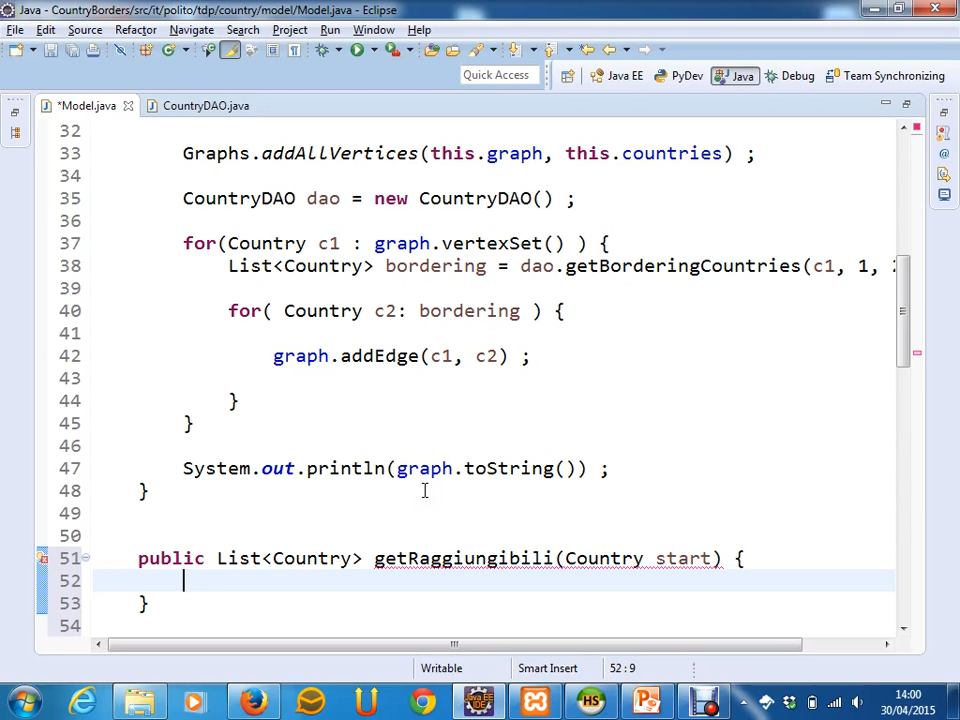 Java - CountryBorders/src/it/polito/tdp/country/model/Model.java - Eclipse
File Edit Source Refactor Navigate Search Project Run Window Help
Quick Access Java EE PyDev Java Debug Team Synchronizing
*Model.java CountryDAO.java
32
33 Graphs.addAllVertices(this.graph, this.countries) ;
34
35 CountryDAO dao = new CountryDAO() ;
36
37 for(Country c1 : graph.vertexSet() ) {
38 List<Country> bordering = dao.getBorderingCountries(c1, 1, 2
39
40 for( Country c2: bordering ) {
41
42 graph.addEdge(c1, c2) ;
43
44 }
45 }
46
47 System.out.println(graph.toString()) ;
48 }
49
50
51 public List<Country> getRaggiungibili(Country start) {
52
53 }
54
Writable Smart Insert 52 : 9
14:00
30/04/2015